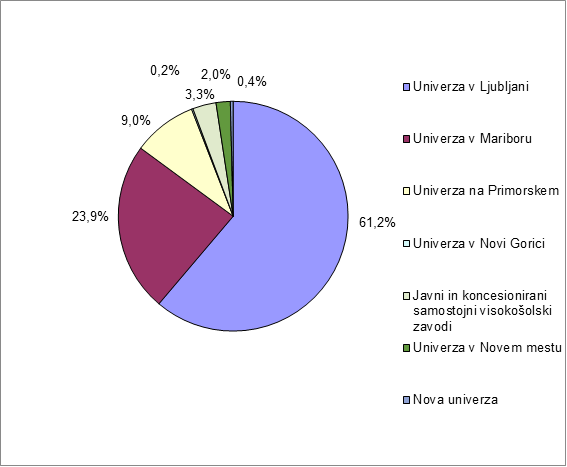 0,2%
2,0%
0,4%
3,3%
9,0%
23,9%
61,2%
Univerza v Ljubljani
Univerza v Mariboru
Univerza na Primorskem
Univerza v Novi Gorici
Javni in koncesionirani
samostojni visokošolski
zavodi
Univerza v Novem mestu
Nova univerza